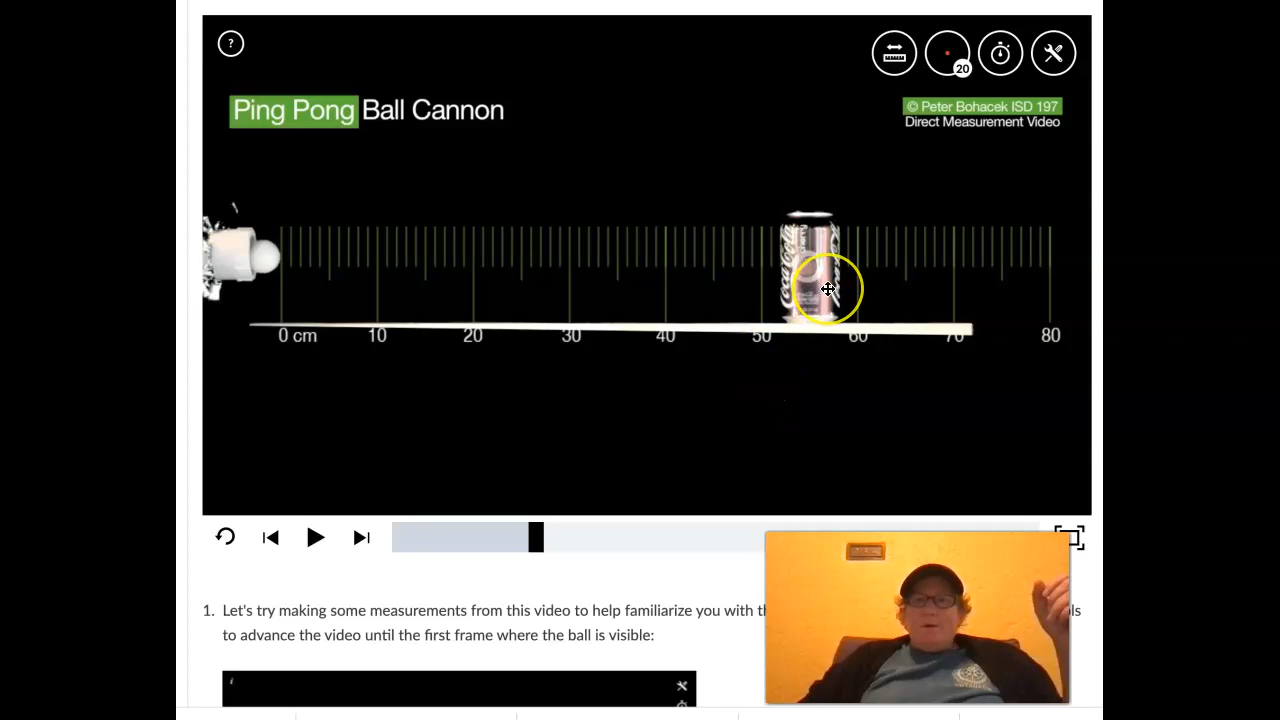 ?
20
Ping Pong Ball Cannon
© Peter Bohacek ISD 197
Direct Measurement Video
Coca-Cola
0 cm 10 20 30 40 50 60 70 80
1. Let's try making some measurements from this video to help familiarize you with
to advance the video until the first frame where the ball is visible: